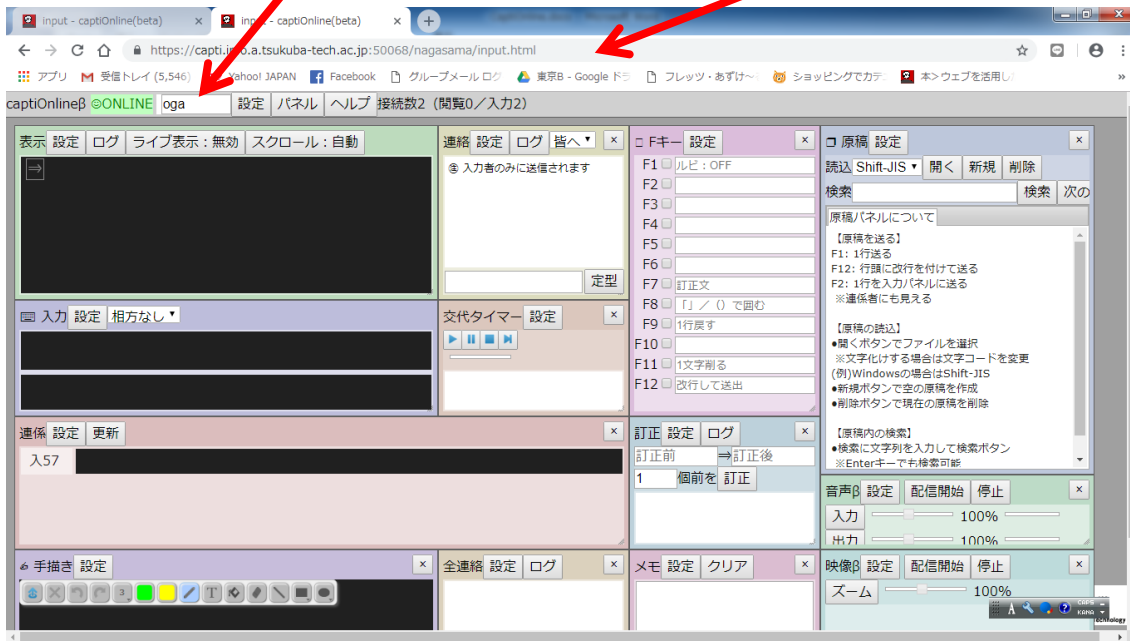 input - captiOnline(beta) × input - captiOnline(beta) × +
https://capti.info.a.tsukuba-tech.ac.jp:50068/nagasama/input.html
アプリ M 受信トレイ (5,546) Yahoo! JAPAN Facebook グループメール ログ 東京B - Google ドラ フレッツ・あずけ～ ショッピングでカテ 本>ウェブを活用し »
captiOnlineβ ☺ONLINE oga 設定 パネル ヘルプ 接続数2（閲覧0／入力2）
表示 設定 ログ ライブ表示：無効 スクロール：自動
⇒
連絡 設定 ログ 皆へ▼ ×
入力者のみに送信されます
定型
Fキー 設定 ×
F1 ルビ：OFF
F2
F3
F4
F5
F6
F7 訂正文
F8 「」／（）で囲む
F9 1行戻す
F10
F11 1文字削る
F12 改行して送出
原稿 設定 ×
読込 Shift-JIS▼ 開く 新規 削除
検索 検索 次の
原稿パネルについて
【原稿を送る】
F1: 1行送る
F12: 行頭に改行を付けて送る
F2: 1行を入力パネルに送る
※連係者にも見える
【原稿の読込】
●開くボタンでファイルを選択
※文字化けする場合は文字コードを変更
(例)Windowsの場合はShift-JIS
●新規ボタンで空の原稿を作成
●削除ボタンで現在の原稿を削除
【原稿内の検索】
●検索に文字列を入力して検索ボタン
※Enterキーでも検索可能
入力 設定 相方なし▼
交代タイマー 設定 ×
連係 設定 更新 ×
入57
訂正 設定 ログ ×
訂正前 ⇒訂正後
1 個前を 訂正
音声β 設定 配信開始 停止 ×
入力 100%
出力 100%
手描き 設定 ×
3 T
全連絡 設定 ログ ×
メモ 設定 クリア ×
映像β 設定 配信開始 停止 ×
ズーム 100%
A CAPS
KANA